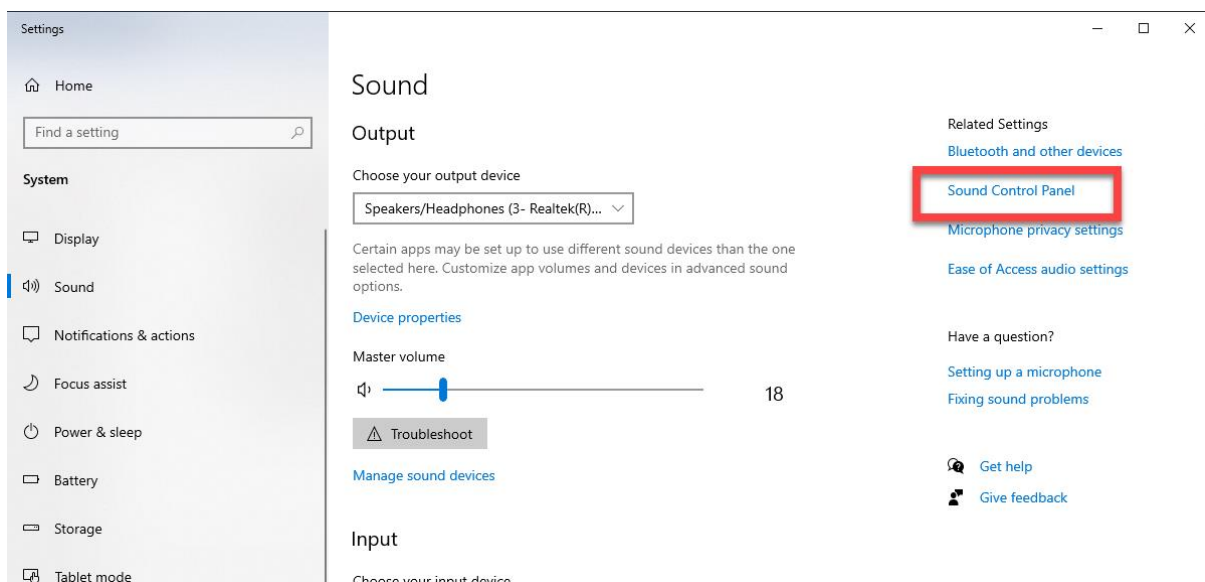 Settings
Home
Find a setting
System
Display
Sound
Notifications & actions
Focus assist
Power & sleep
Battery
Storage
Tablet mode
Sound
Output
Choose your output device
Speakers/Headphones (3- Realtek(R)...
Certain apps may be set up to use different sound devices than the one
selected here. Customize app volumes and devices in advanced sound
options.
Device properties
Master volume
18
Troubleshoot
Manage sound devices
Input
Choose your input device
Related Settings
Bluetooth and other devices
Sound Control Panel
Microphone privacy settings
Ease of Access audio settings
Have a question?
Setting up a microphone
Fixing sound problems
Get help
Give feedback